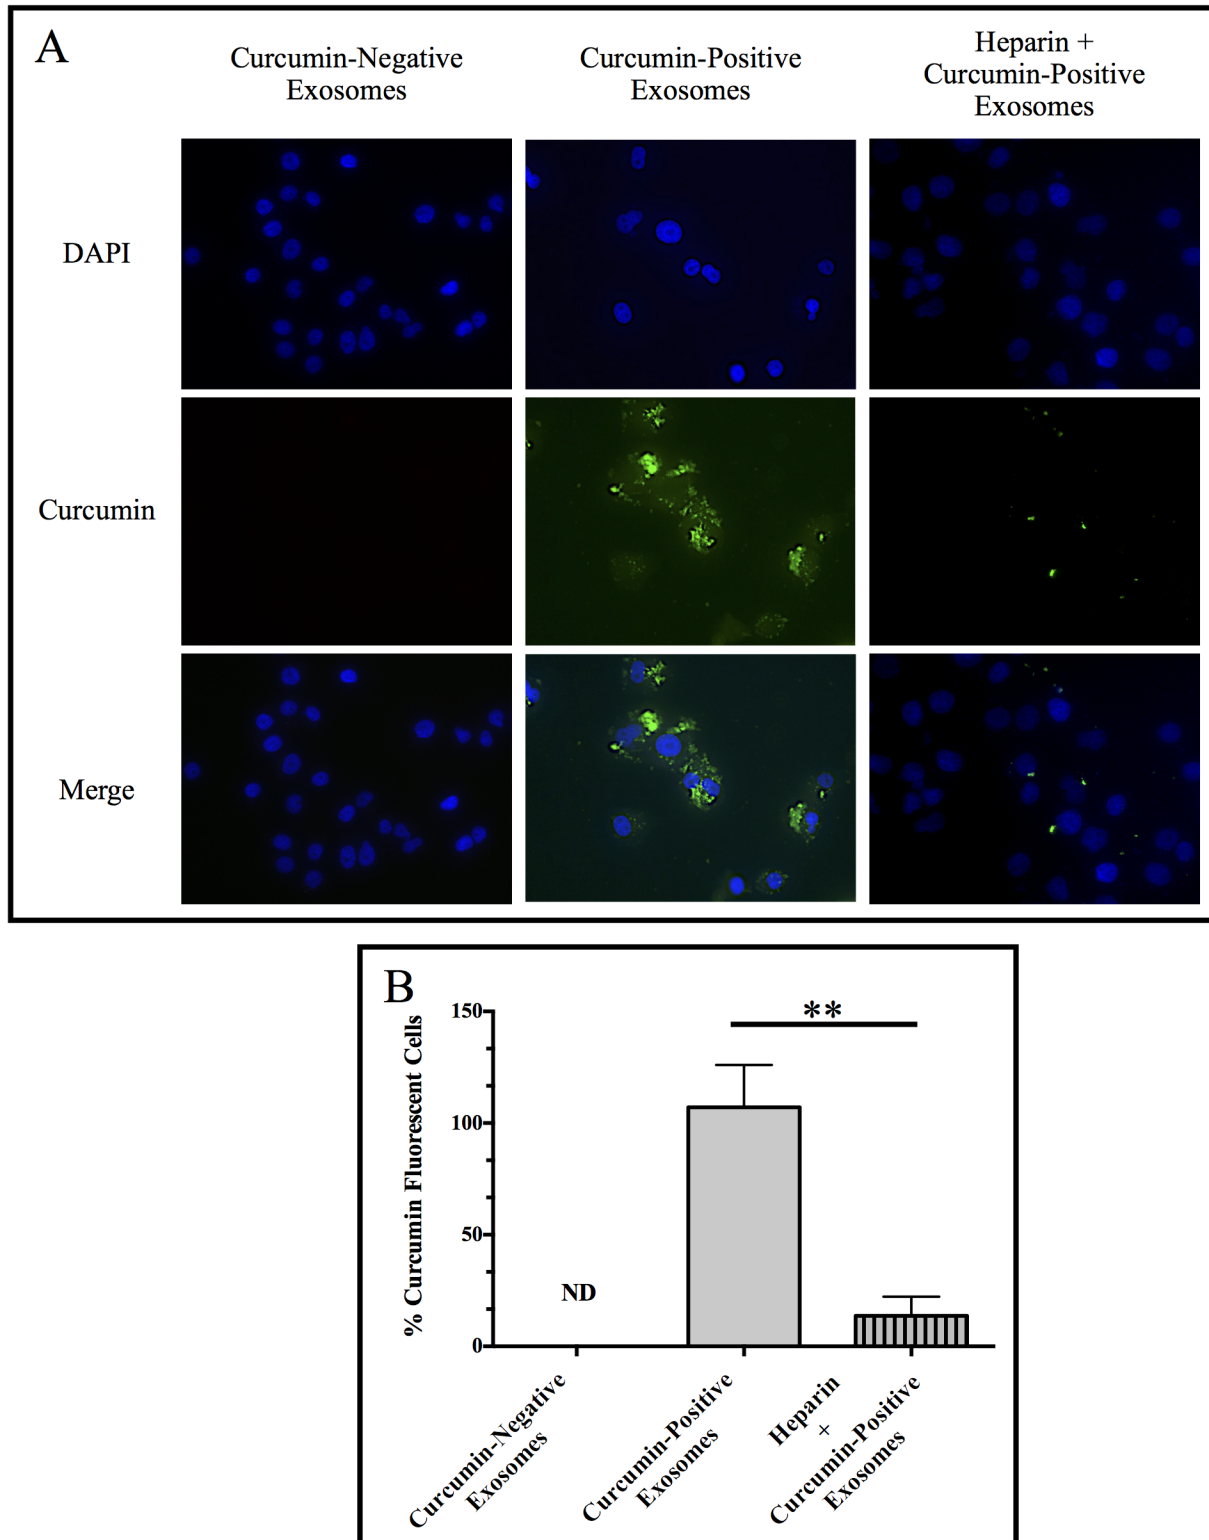 A
Curcumin-Negative
Exosomes
Curcumin-Positive
Exosomes
Heparin +
Curcumin-Positive
Exosomes
DAPI
Curcumin
Merge
B
% Curcumin Fluorescent Cells
150
100
50
0
**
ND
Curcumin-Negative
Exosomes
Curcumin-Positive
Exosomes
Heparin
+
Curcumin-Positive
Exosomes